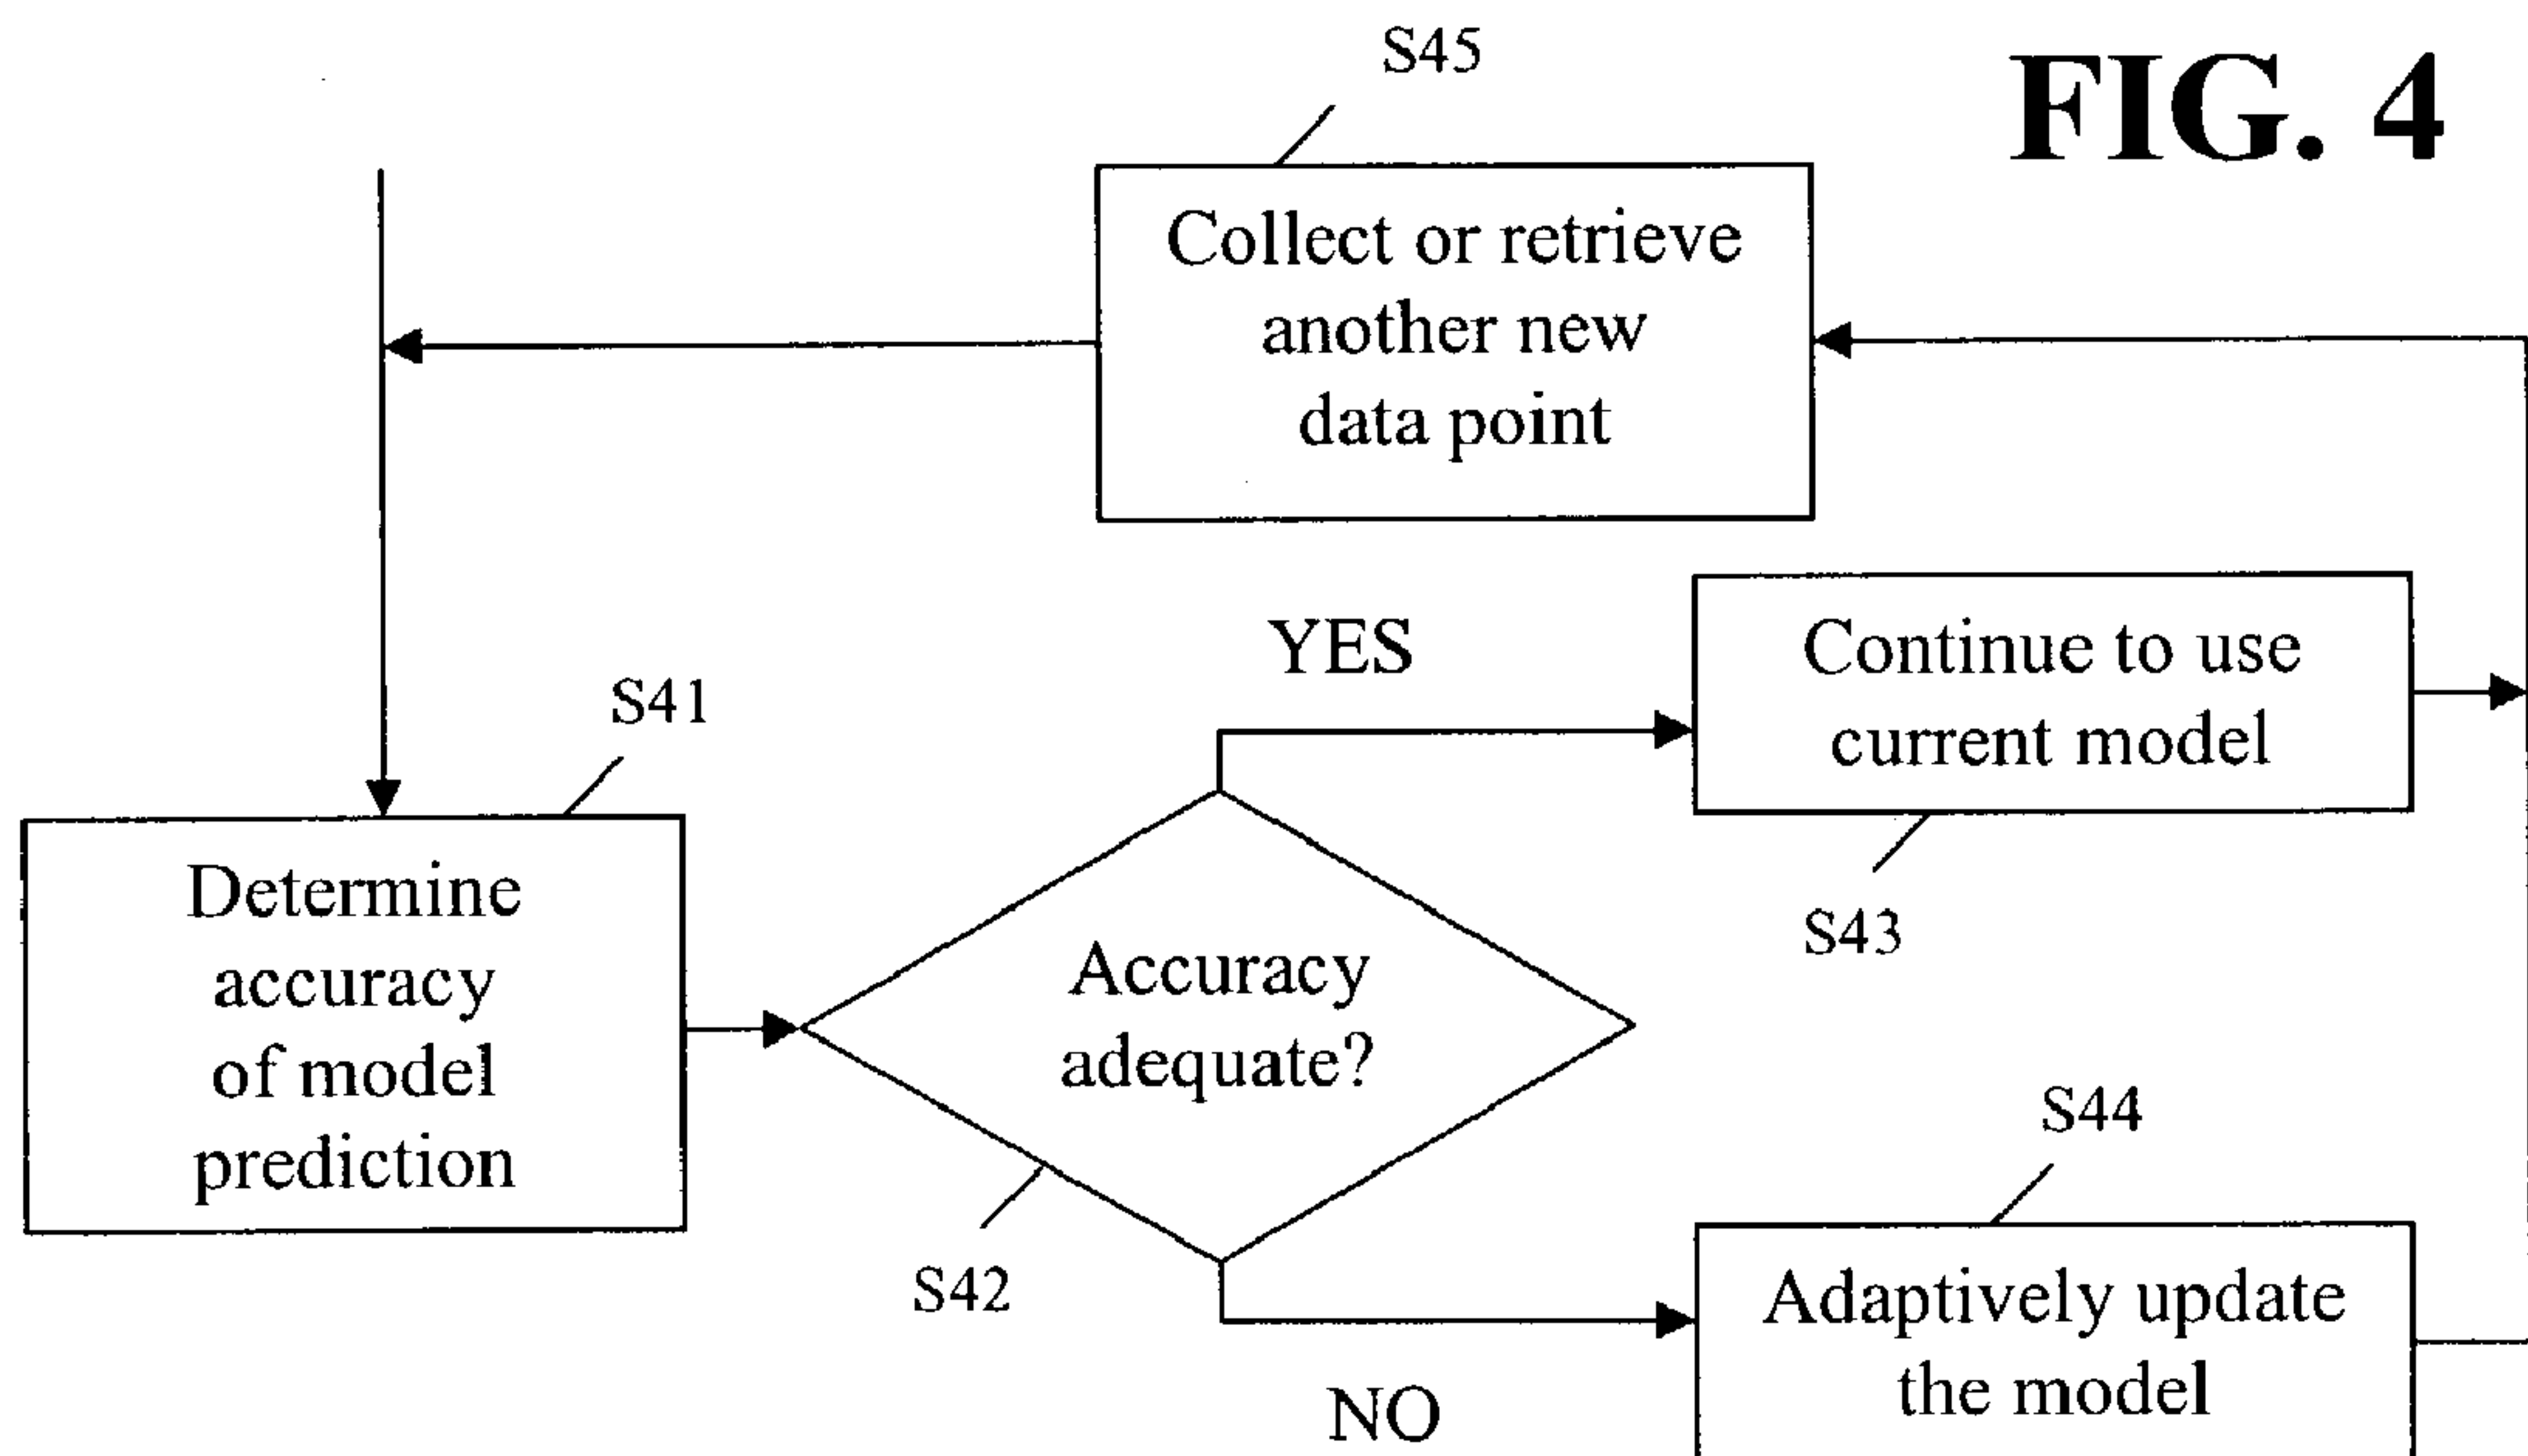 S45
FIG. 4
Collect or retrieve
another new
data point
YES
Continue to use
current model
S41
S43
Determine
accuracy
of model
prediction
Accuracy
adequate?
S42
S44
Adaptively update
the model
NO